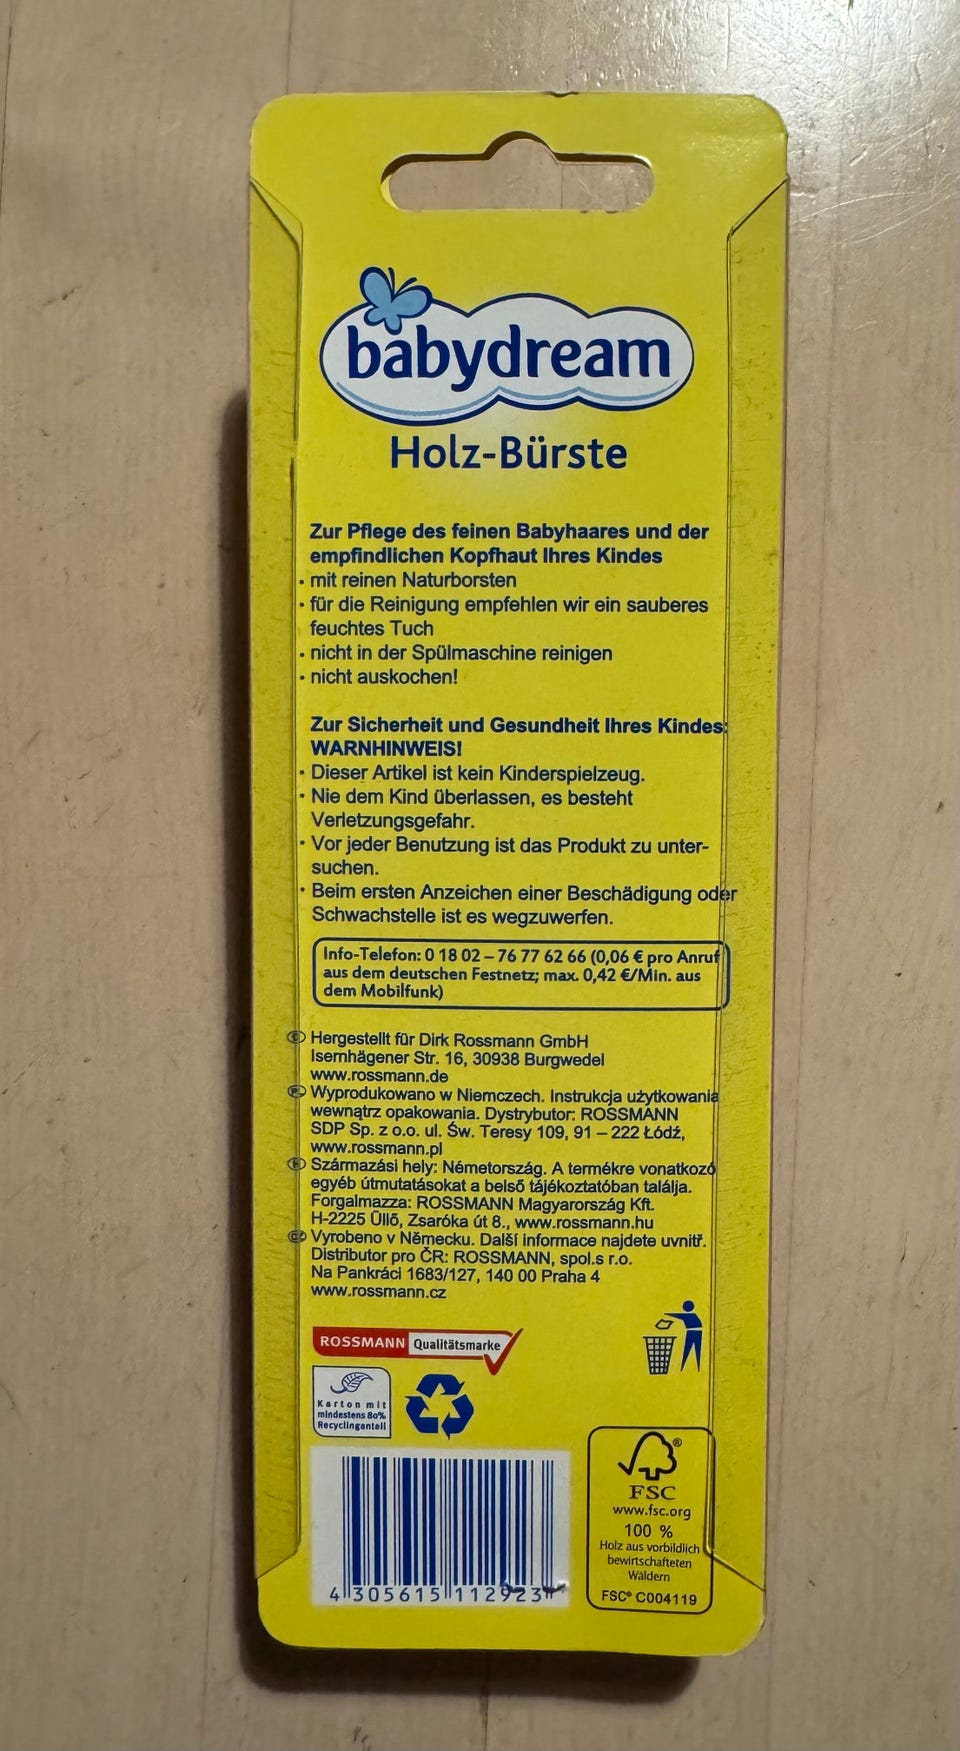 babydream
Holz-Bürste
Zur Pflege des feinen Babyhaares und der
empfindlichen Kopfhaut Ihres Kindes
• mit reinen Naturborsten
• für die Reinigung empfehlen wir ein sauberes
feuchtes Tuch
• nicht in der Spülmaschine reinigen
• nicht auskochen!
Zur Sicherheit und Gesundheit Ihres Kindes:
WARNHINWEIS!
• Dieser Artikel ist kein Kinderspielzeug.
• Nie dem Kind überlassen, es besteht
Verletzungsgefahr.
• Vor jeder Benutzung ist das Produkt zu unter-
suchen.
• Beim ersten Anzeichen einer Beschädigung oder
Schwachstelle ist es wegzuwerfen.
Info-Telefon: 0 18 02 – 76 77 62 66 (0,06 € pro Anruf
aus dem deutschen Festnetz; max. 0,42 €/Min. aus
dem Mobilfunk)
Hergestellt für Dirk Rossmann GmbH
Isernhägener Str. 16, 30938 Burgwedel
www.rossmann.de
Wyprodukowano w Niemczech. Instrukcja użytkowania
wewnątrz opakowania. Dystrybutor: ROSSMANN
SDP Sp. z o.o. ul. Św. Teresy 109, 91 – 222 Łódź,
www.rossmann.pl
H Származási hely: Németország. A termékre vonatkozó
egyéb útmutatásokat a belső tájékoztatóban találja.
Forgalmazza: ROSSMANN Magyarország Kft.
H-2225 Üllő, Zsaróka út 8., www.rossmann.hu
CZ Vyrobeno v Německu. Další informace najdete uvnitř.
Distributor pro ČR: ROSSMANN, spol.s r.o.
Na Pankráci 1683/127, 140 00 Praha 4
www.rossmann.cz
ROSSMANN Qualitätsmarke
Karton mit
mindestens 80%
Recyclinganteil
4 305615 112923
®
FSC
www.fsc.org
100 %
Holz aus vorbildlich
bewirtschafteten
Wäldern
FSC® C004119